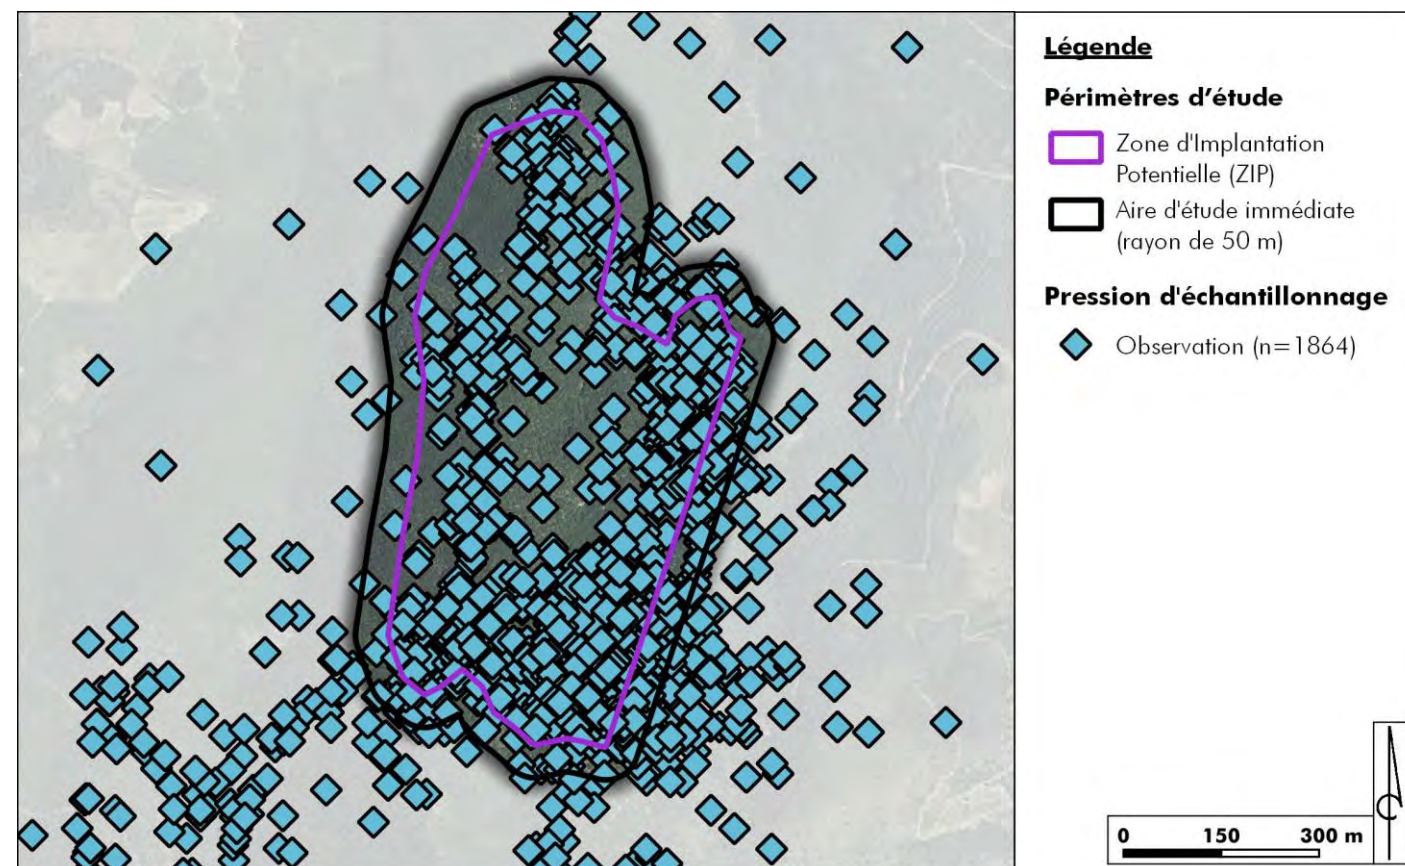 Légende
Périmètres d'étude
Zone d'Implantation
Potentielle (ZIP)
Aire d'étude immédiate
(rayon de 50 m)
Pression d'échantillonnage
Observation (n=1864)
0 150 300 m